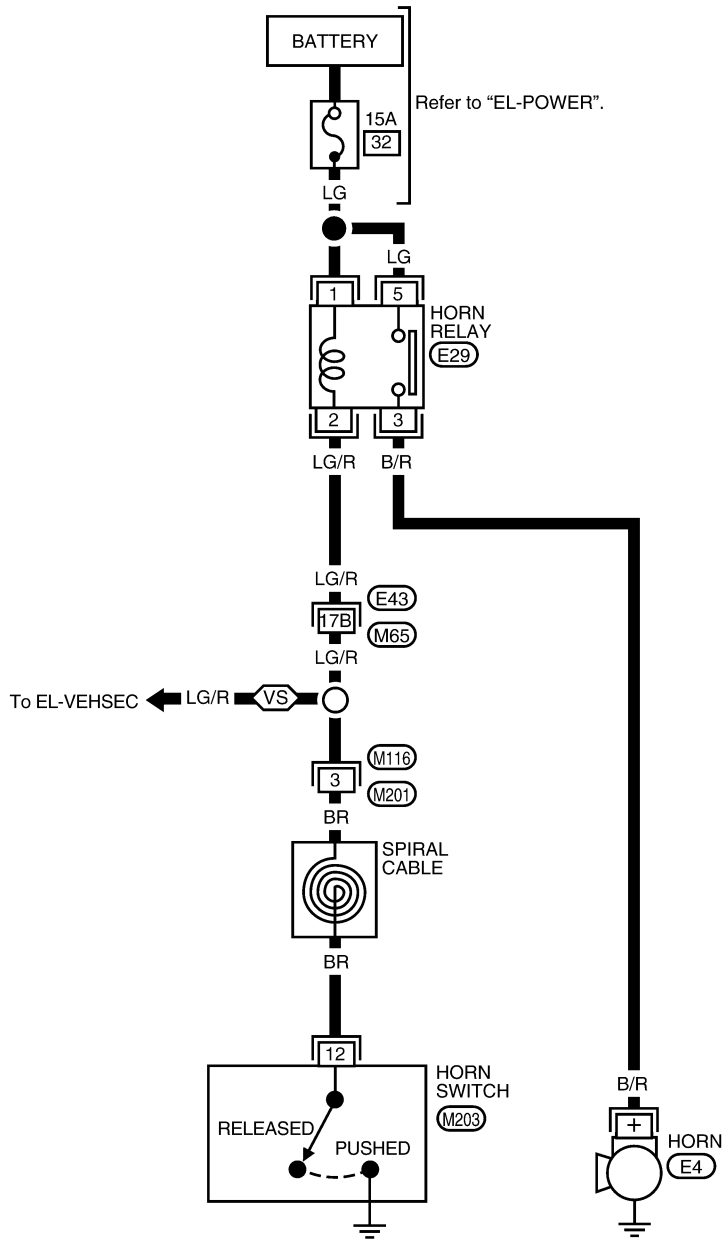 BATTERY
Refer to “EL-POWER”.
15A
32
LG
LG
1
5
HORN
RELAY
E29
2
3
LG/R
B/R
LG/R
E43
17B
M65
LG/R
To EL-VEHSEC
LG/R
VS
M116
3
M201
BR
SPIRAL
CABLE
BR
12
HORN
SWITCH
M203
RELEASED
PUSHED
B/R
+
HORN
E4